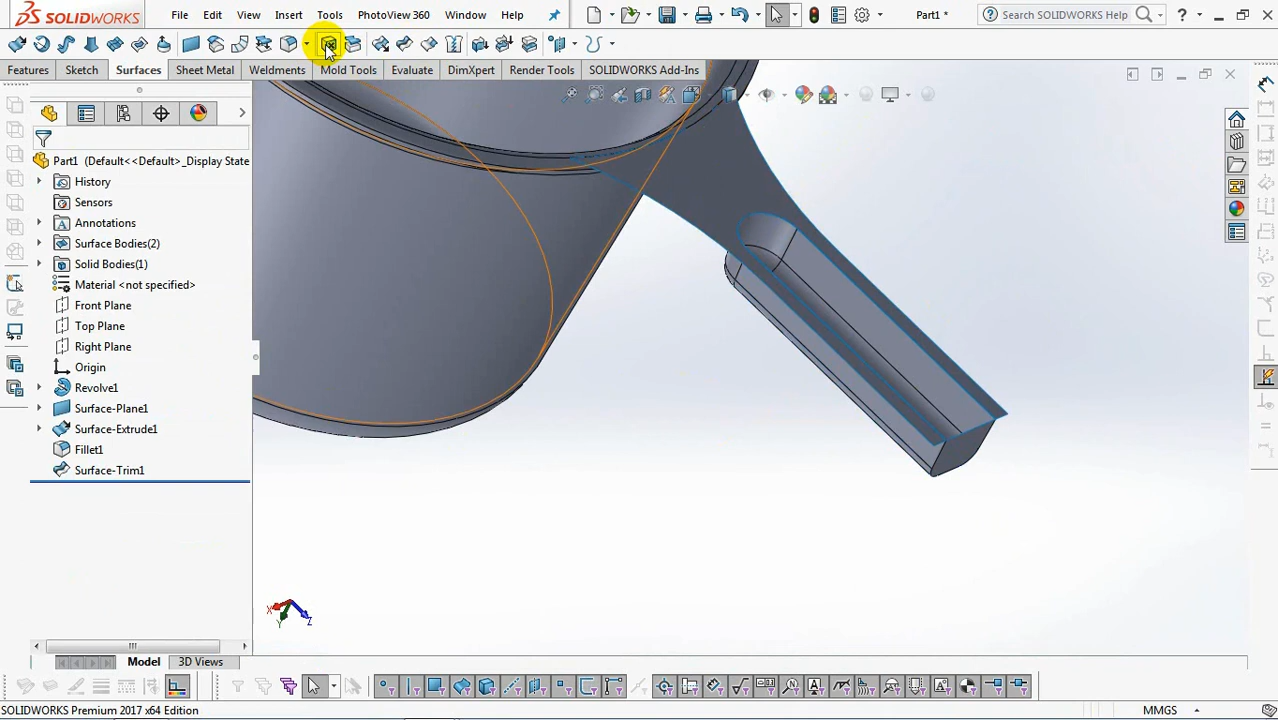 SOLIDWORKS File Edit View Insert Tools PhotoView 360 Window Help Part1 * Search SOLIDWORKS Help ?
Features Sketch Surfaces Sheet Metal Weldments Mold Tools Evaluate DimXpert Render Tools SOLIDWORKS Add-Ins
Part1 (Default<<Default>_Display State
History
Sensors
Annotations
Surface Bodies(2)
Solid Bodies(1)
Material <not specified>
Front Plane
Top Plane
Right Plane
Origin
Revolve1
Surface-Plane1
Surface-Extrude1
Fillet1
Surface-Trim1
X Y Z
Model 3D Views
SOLIDWORKS Premium 2017 x64 Edition MMGS